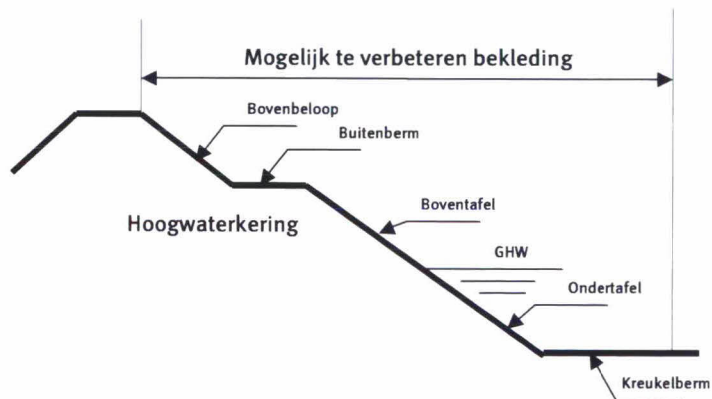 Mogelijk te verbeteren bekleding
Bovenbeloop
Buitenberm
Boventafel
Hoogwaterkering
GHW
Ondertafel
Kreukelberm